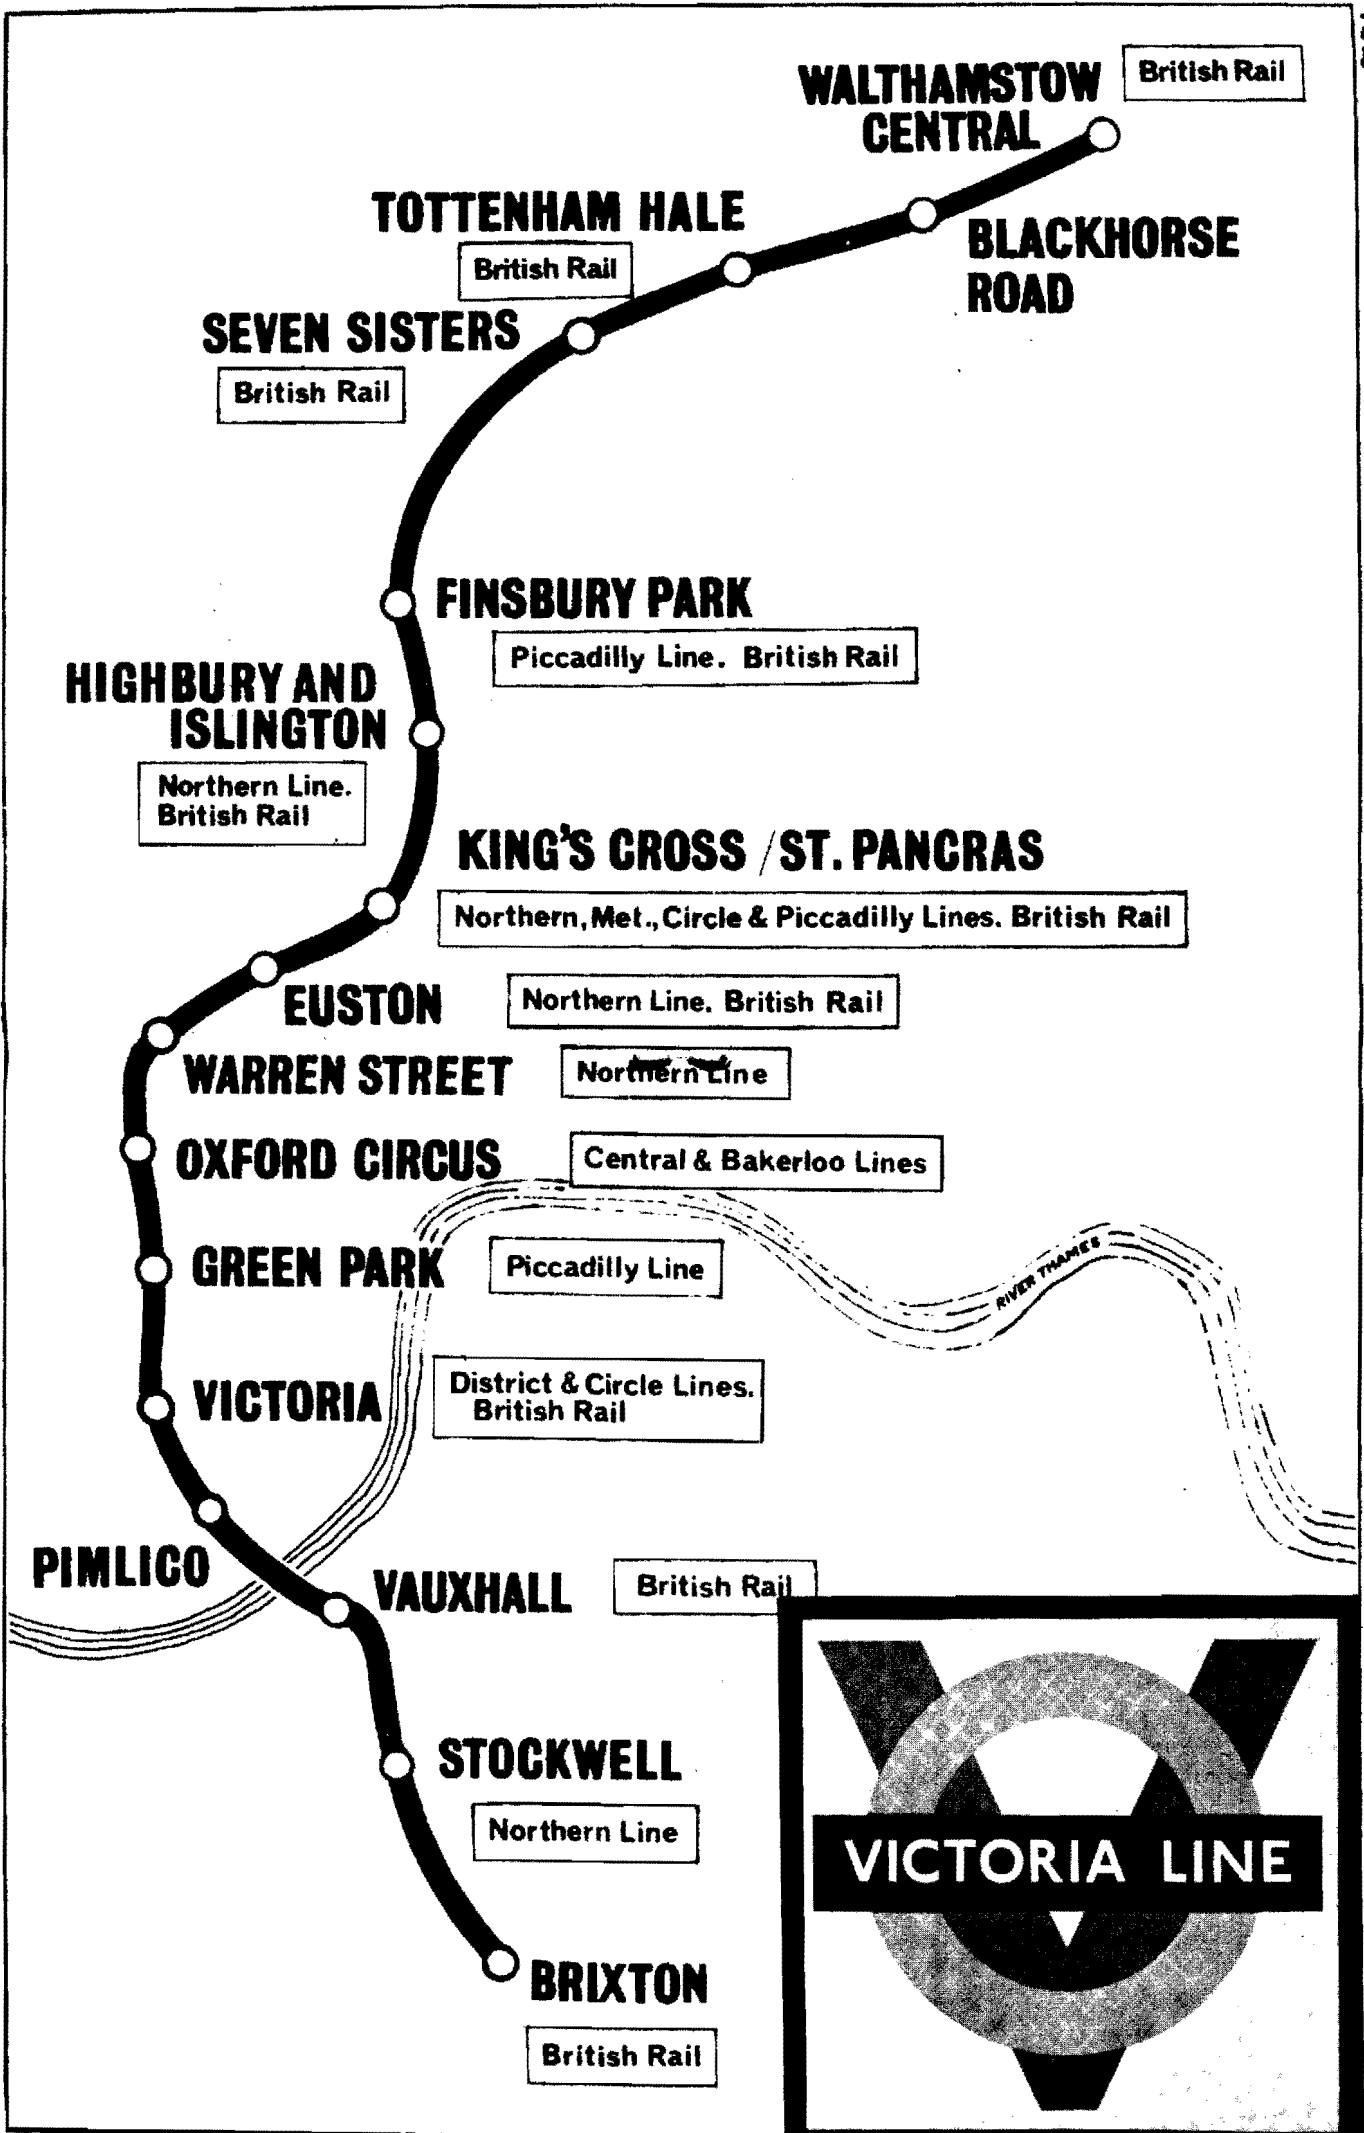 WALTHAMSTOW
CENTRAL
British Rail
TOTTENHAM HALE
British Rail
BLACKHORSE
ROAD
SEVEN SISTERS
British Rail
FINSBURY PARK
Piccadilly Line. British Rail
HIGHBURY AND
ISLINGTON
Northern Line.
British Rail
KING'S CROSS / ST. PANCRAS
Northern, Met., Circle & Piccadilly Lines. British Rail
EUSTON
Northern Line. British Rail
WARREN STREET
Northern Line
OXFORD CIRCUS
Central & Bakerloo Lines
GREEN PARK
Piccadilly Line
RIVER THAMES
VICTORIA
District & Circle Lines.
British Rail
PIMLICO
VAUXHALL
British Rail
STOCKWELL
Northern Line
VICTORIA LINE
BRIXTON
British Rail